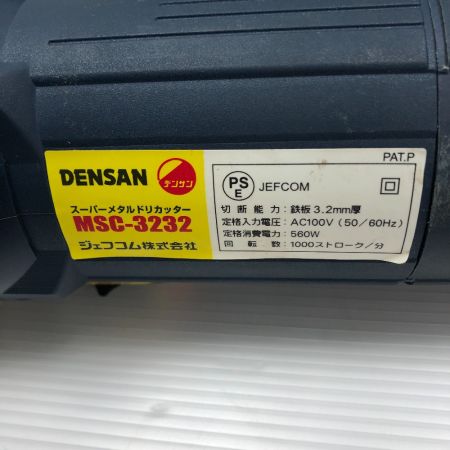 PAT.P
DENSAN デンサン
スーパーメタルドリカッター
MSC-3232
ジェフコム株式会社
PS E JEFCOM
切断能力：鉄板3.2mm厚
定格入力電圧：AC100V（50／60Hz）
定格消費電力：560W
回転数：1000ストローク／分